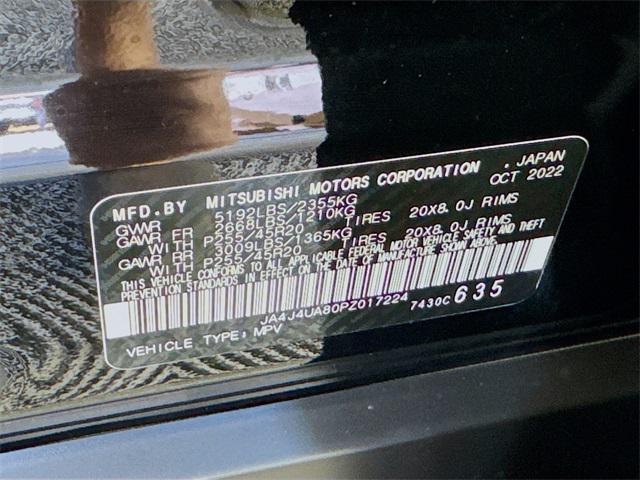 MFD.BY MITSUBISHI MOTORS CORPORATION . JAPAN
GVWR 5192LBS/2355KG OCT 2022
GAWR FR 2668LBS/1210KG
WITH P255/45R20 TIRES 20X8.0J RIMS
GAWR RR 3009LBS/1365KG
WITH P255/45R20 TIRES 20X8.0J RIMS
THIS VEHICLE CONFORMS TO ALL APPLICABLE FEDERAL MOTOR VEHICLE SAFETY AND THEFT
PREVENTION STANDARDS IN EFFECT ON THE DATE OF MANUFACTURE SHOWN ABOVE.
JA4J4UA80PZ017224 7430C 635
VEHICLE TYPE: MPV